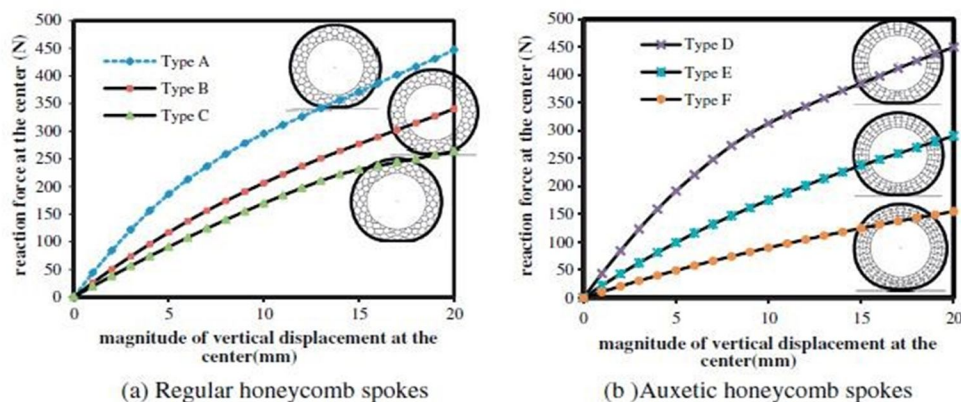 500
450
400
350
300
250
200
150
100
50
0
reaction force at the center (N)
Type A
Type B
Type C
0 5 10 15 20
magnitude of vertical displacement at the
center(mm)
(a) Regular honeycomb spokes
500
450
400
350
300
250
200
150
100
50
0
reaction force at the center (N)
Type D
Type E
Type F
0 5 10 15 20
magnitude of vertical displacement at the
center(mm)
(b )Auxetic honeycomb spokes